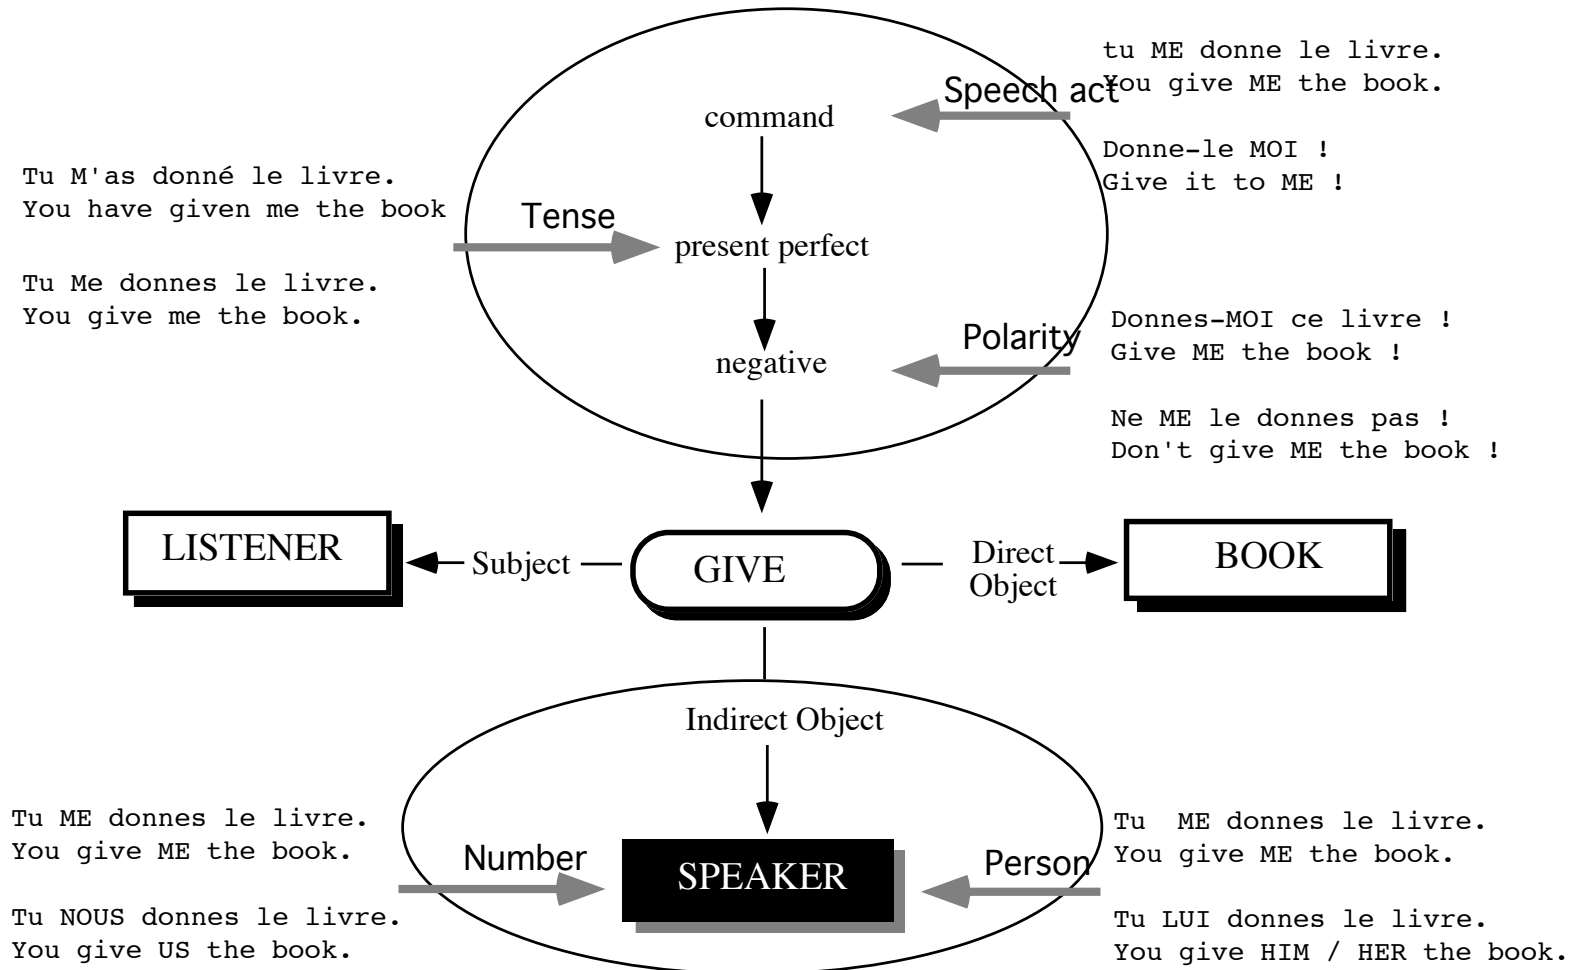 tu ME donne le livre.
You give ME the book.
Speech act
command
Donne-le MOI !
Give it to ME !
Tu M'as donné le livre.
You have given me the book
Tense
present perfect
Tu Me donnes le livre.
You give me the book.
Polarity
negative
Donnes-MOI ce livre !
Give ME the book !
Ne ME le donnes pas !
Don't give ME the book !
LISTENER
Subject
GIVE
Direct
Object
BOOK
Indirect Object
Tu ME donnes le livre.
You give ME the book.
Number
SPEAKER
Person
Tu  ME donnes le livre.
You give ME the book.
Tu NOUS donnes le livre.
You give US the book.
Tu LUI donnes le livre.
You give HIM / HER the book.